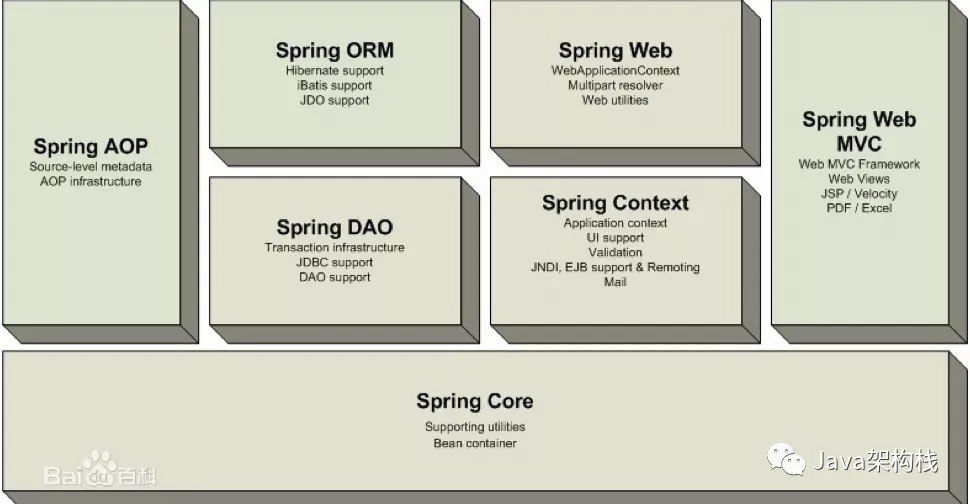 Spring AOP
Source-level metadata
AOP infrastructure
Spring ORM
Hibernate support
iBatis support
JDO support
Spring Web
WebApplicationContext
Multipart resolver
Web utilities
Spring DAO
Transaction infrastructure
JDBC support
DAO support
Spring Context
Application context
UI support
Validation
JNDI, EJB support & Remoting
Mail
Spring Web
MVC
Web MVC Framework
Web Views
JSP / Velocity
PDF / Excel
Spring Core
Supporting utilities
Bean container
Bai du 百科
Java架构栈